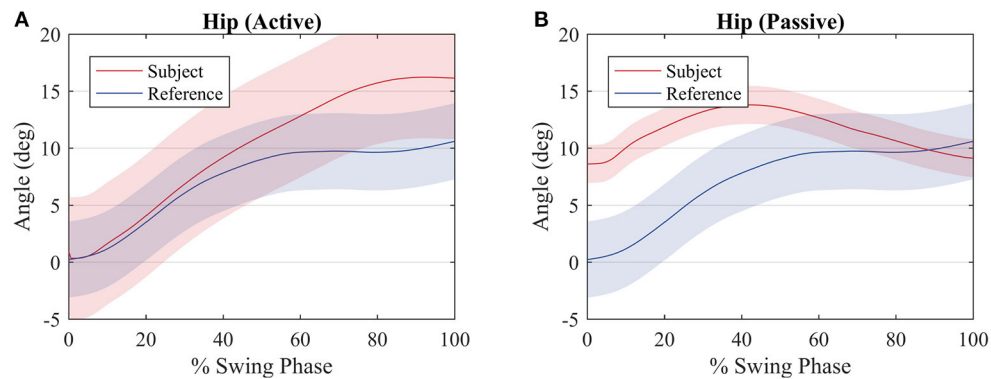 A
Hip (Active)
20
15
10
5
0
-5
Angle (deg)
Subject
Reference
0
20
40
60
80
100
% Swing Phase
B
Hip (Passive)
20
15
10
5
0
-5
Angle (deg)
Subject
Reference
0
20
40
60
80
100
% Swing Phase